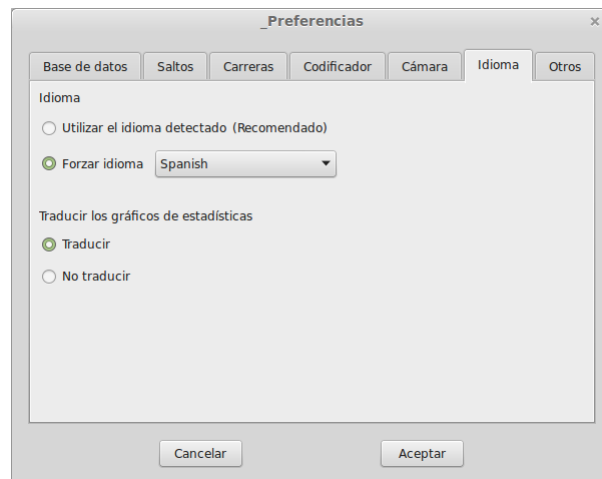 _Preferencias
Base de datos Saltos Carreras Codificador Cámara Idioma Otros
Idioma
Utilizar el idioma detectado (Recomendado)
Forzar idioma Spanish
Traducir los gráficos de estadísticas
Traducir
No traducir
Cancelar Aceptar